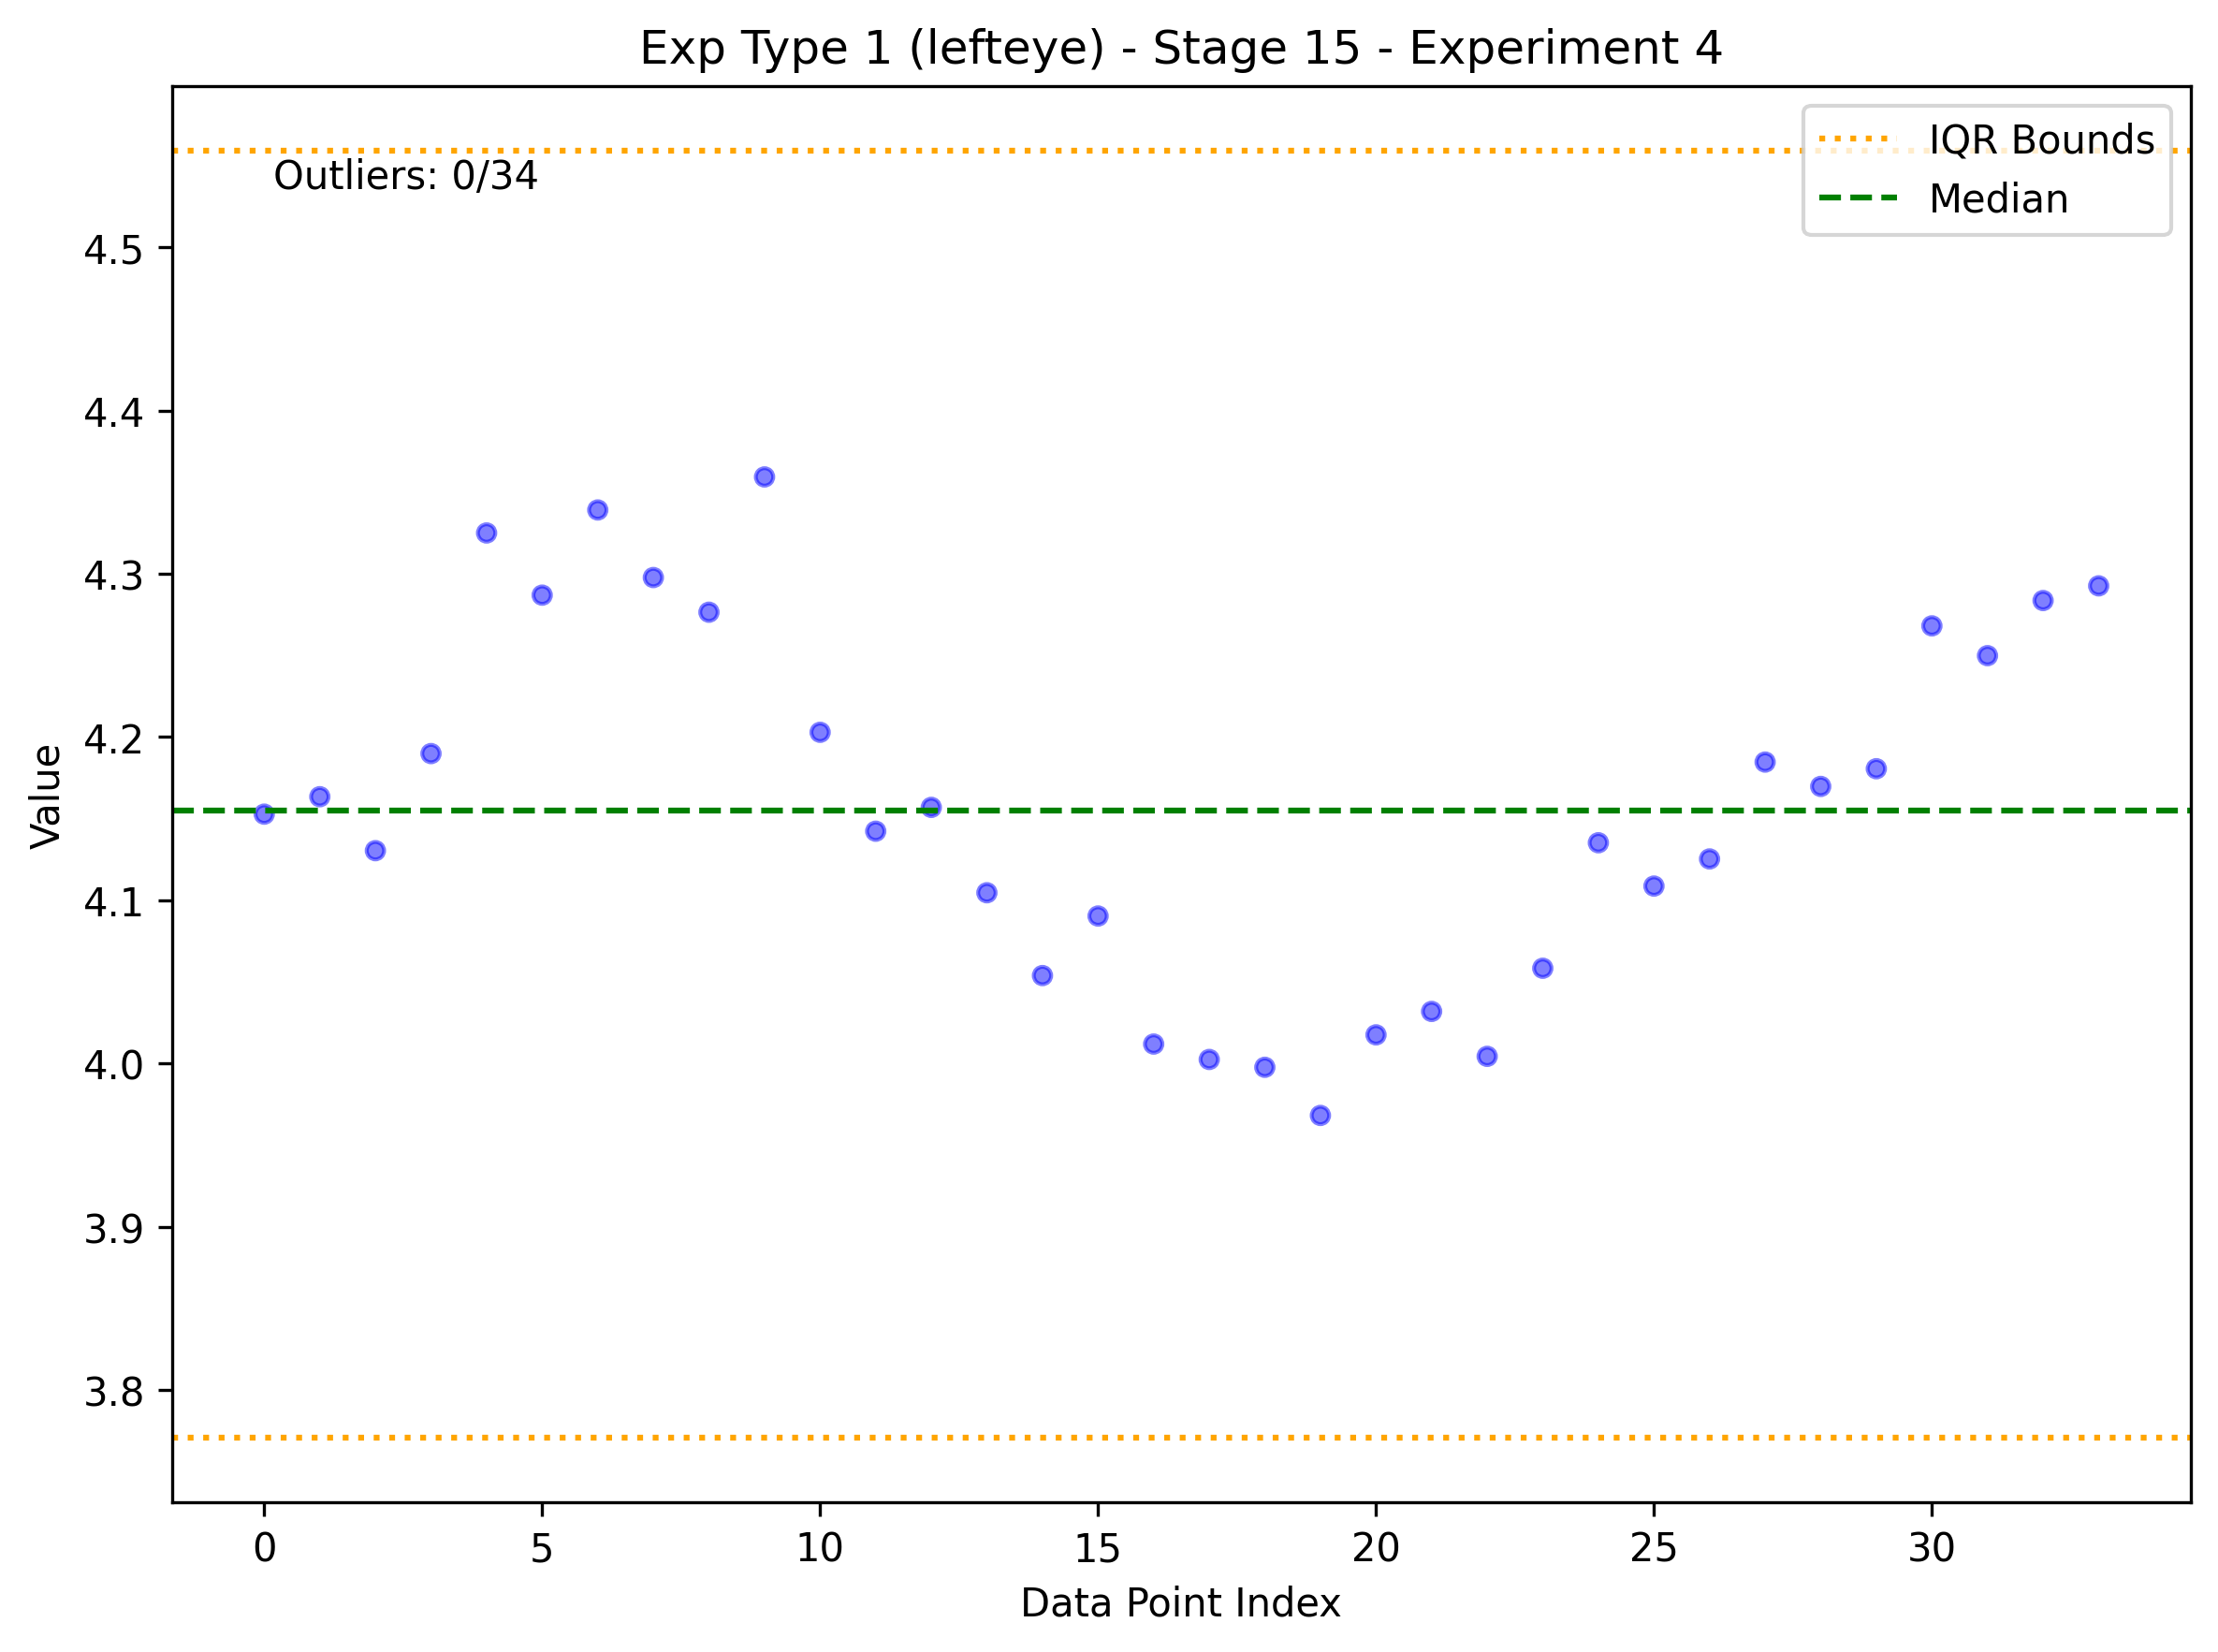 Exp Type 1 (lefteye) - Stage 15 - Experiment 4
IQR Bounds
Median
Outliers: 0/34
4.5
4.4
4.3
4.2
4.1
4.0
3.9
3.8
Value
0 5 10 15 20 25 30
Data Point Index